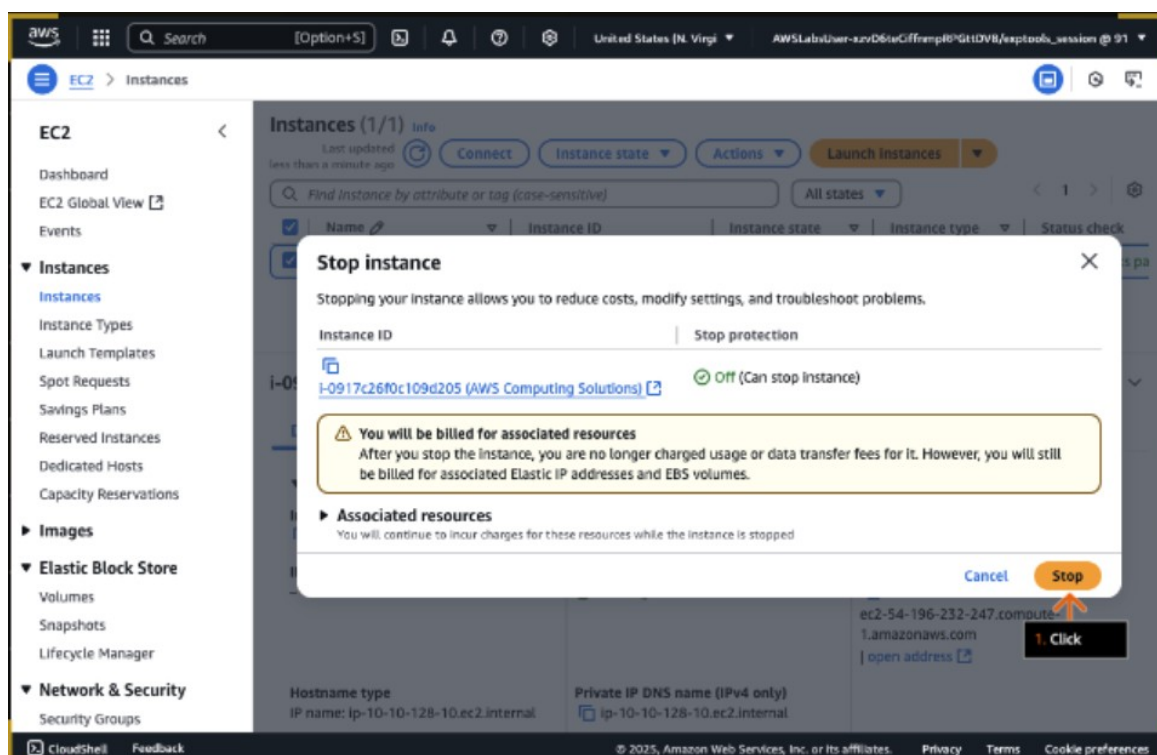 aws
Search [Option+S] United States (N. Virgi
EC2 > Instances
EC2
Dashboard
EC2 Global View
Events
Instances
Instances
Instance Types
Launch Templates
Spot Requests
Savings Plans
Reserved Instances
Dedicated Hosts
Capacity Reservations
Images
Elastic Block Store
Volumes
Snapshots
Lifecycle Manager
Network & Security
Security Groups
Instances (1/1) Info
Last updated
less than a minute ago
Connect Instance state Actions Launch instances
Find Instance by attribute or tag (case-sensitive) All states 1
Name Instance ID Instance state Instance type Status check
Stop instance
Stopping your instance allows you to reduce costs, modify settings, and troubleshoot problems.
Instance ID Stop protection
i-0917c26f0c109d205 (AWS Computing Solutions) Off (Can stop instance)
You will be billed for associated resources
After you stop the instance, you are no longer charged usage or data transfer fees for it. However, you will still
be billed for associated Elastic IP addresses and EBS volumes.
Associated resources
You will continue to incur charges for these resources while the instance is stopped
Cancel Stop
1. Click
ec2-54-196-232-247.compute-
1.amazonaws.com
| open address
Hostname type Private IP DNS name (IPv4 only)
IP name: ip-10-10-128-10.ec2.internal ip-10-10-128-10.ec2.internal
CloudShell Feedback © 2025, Amazon Web Services, Inc. or its affiliates. Privacy Terms Cookie preferences